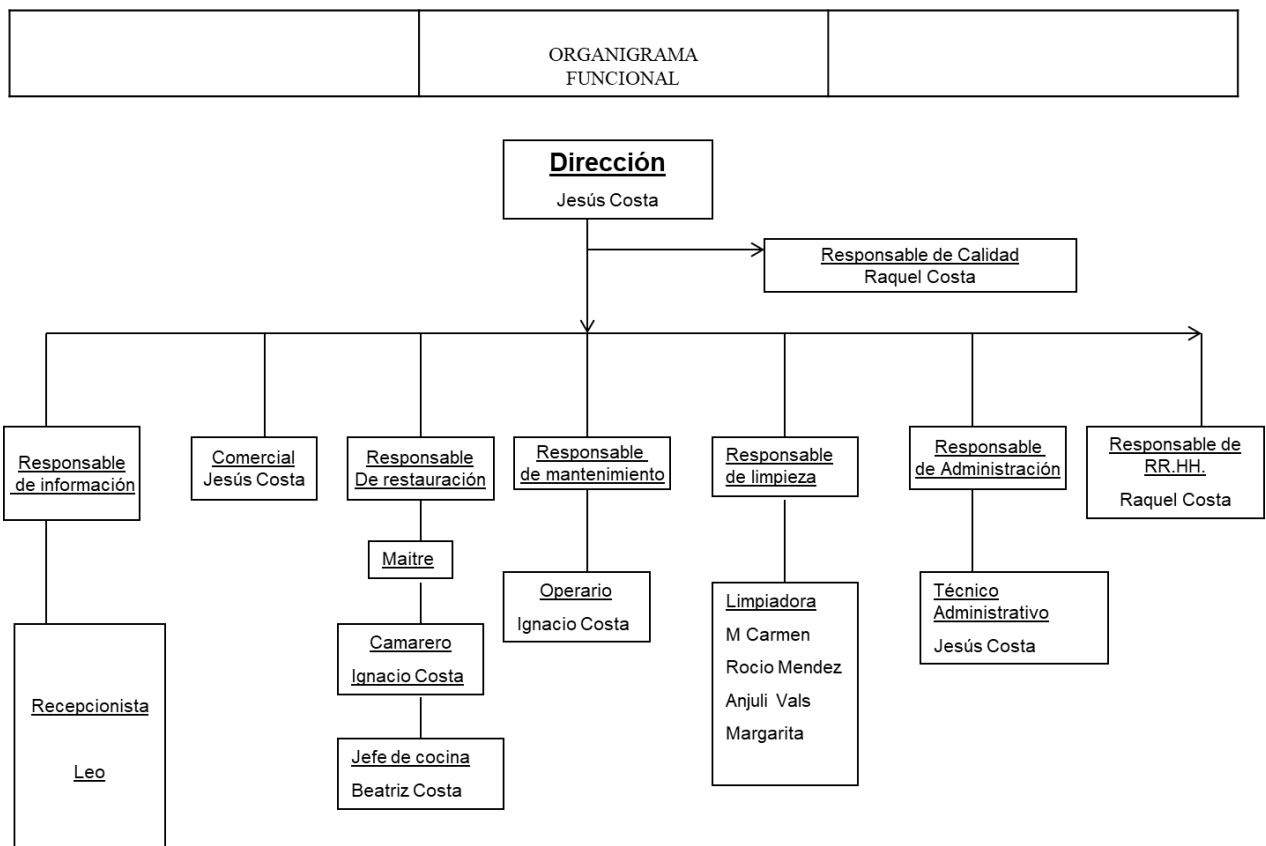 ORGANIGRAMA
FUNCIONAL
Dirección
Jesús Costa
Responsable de Calidad
Raquel Costa
Responsable
de información
Comercial
Jesús Costa
Responsable
De restauración
Responsable
de mantenimiento
Responsable
de limpieza
Responsable
de Administración
Responsable de
RR.HH.
Raquel Costa
Recepcionista
Leo
Maitre
Camarero
Ignacio Costa
Jefe de cocina
Beatriz Costa
Operario
Ignacio Costa
Limpiadora
M Carmen
Rocio Mendez
Anjuli Vals
Margarita
Técnico
Administrativo
Jesús Costa